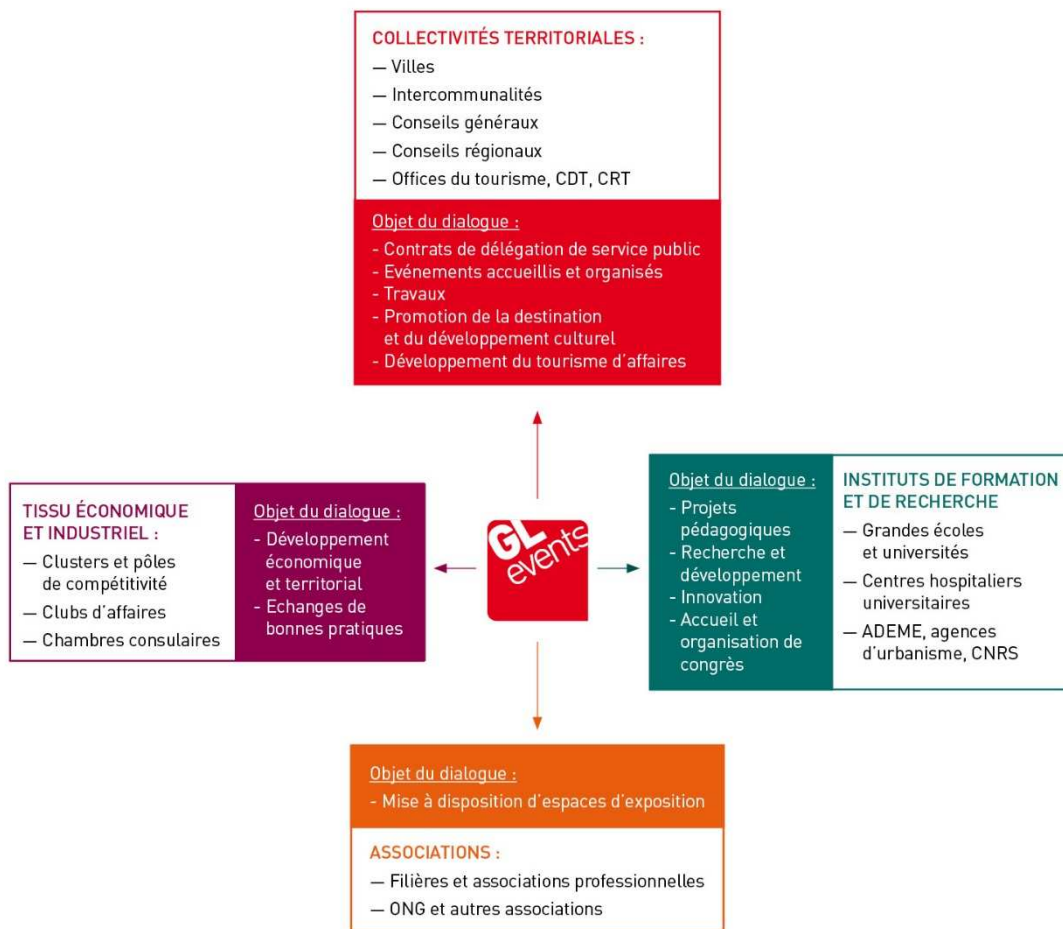 COLLECTIVITÉS TERRITORIALES :
— Villes
— Intercommunalités
— Conseils généraux
— Conseils régionaux
— Offices du tourisme, CDT, CRT
Objet du dialogue :
- Contrats de délégation de service public
- Evénements accueillis et organisés
- Travaux
- Promotion de la destination
et du développement culturel
- Développement du tourisme d'affaires
TISSU ÉCONOMIQUE
ET INDUSTRIEL :
— Clusters et pôles
de compétitivité
— Clubs d'affaires
— Chambres consulaires
Objet du dialogue :
- Développement
économique
et territorial
- Echanges de
bonnes pratiques
GL
events
Objet du dialogue :
- Projets
pédagogiques
- Recherche et
développement
- Innovation
- Accueil et
organisation de
congrès
INSTITUTS DE FORMATION
ET DE RECHERCHE
— Grandes écoles
et universités
— Centres hospitaliers
universitaires
— ADEME, agences
d'urbanisme, CNRS
Objet du dialogue :
- Mise à disposition d'espaces d'exposition
ASSOCIATIONS :
— Filières et associations professionnelles
— ONG et autres associations